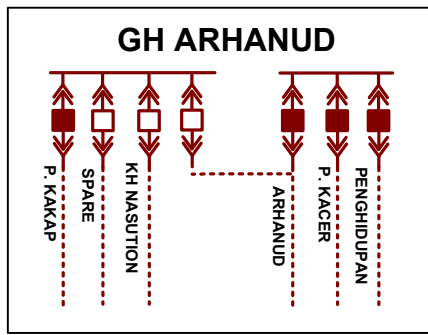 GH ARHANUD
P. KAKAP
SPARE
KH NASUTION
ARHANUD
P. KACER
PENGHIDUPAN